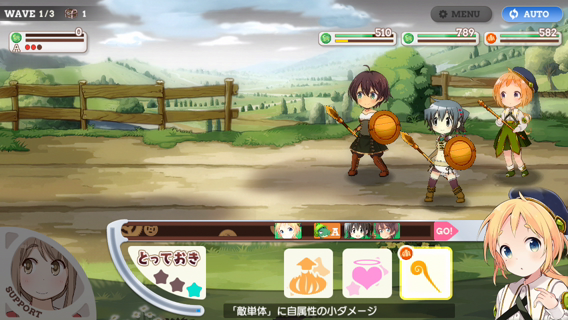 WAVE 1/3 1
MENU
AUTO
0
A
510
789
582
GO!
とっておき
SUPPORT
「敵単体」に自属性の小ダメージ